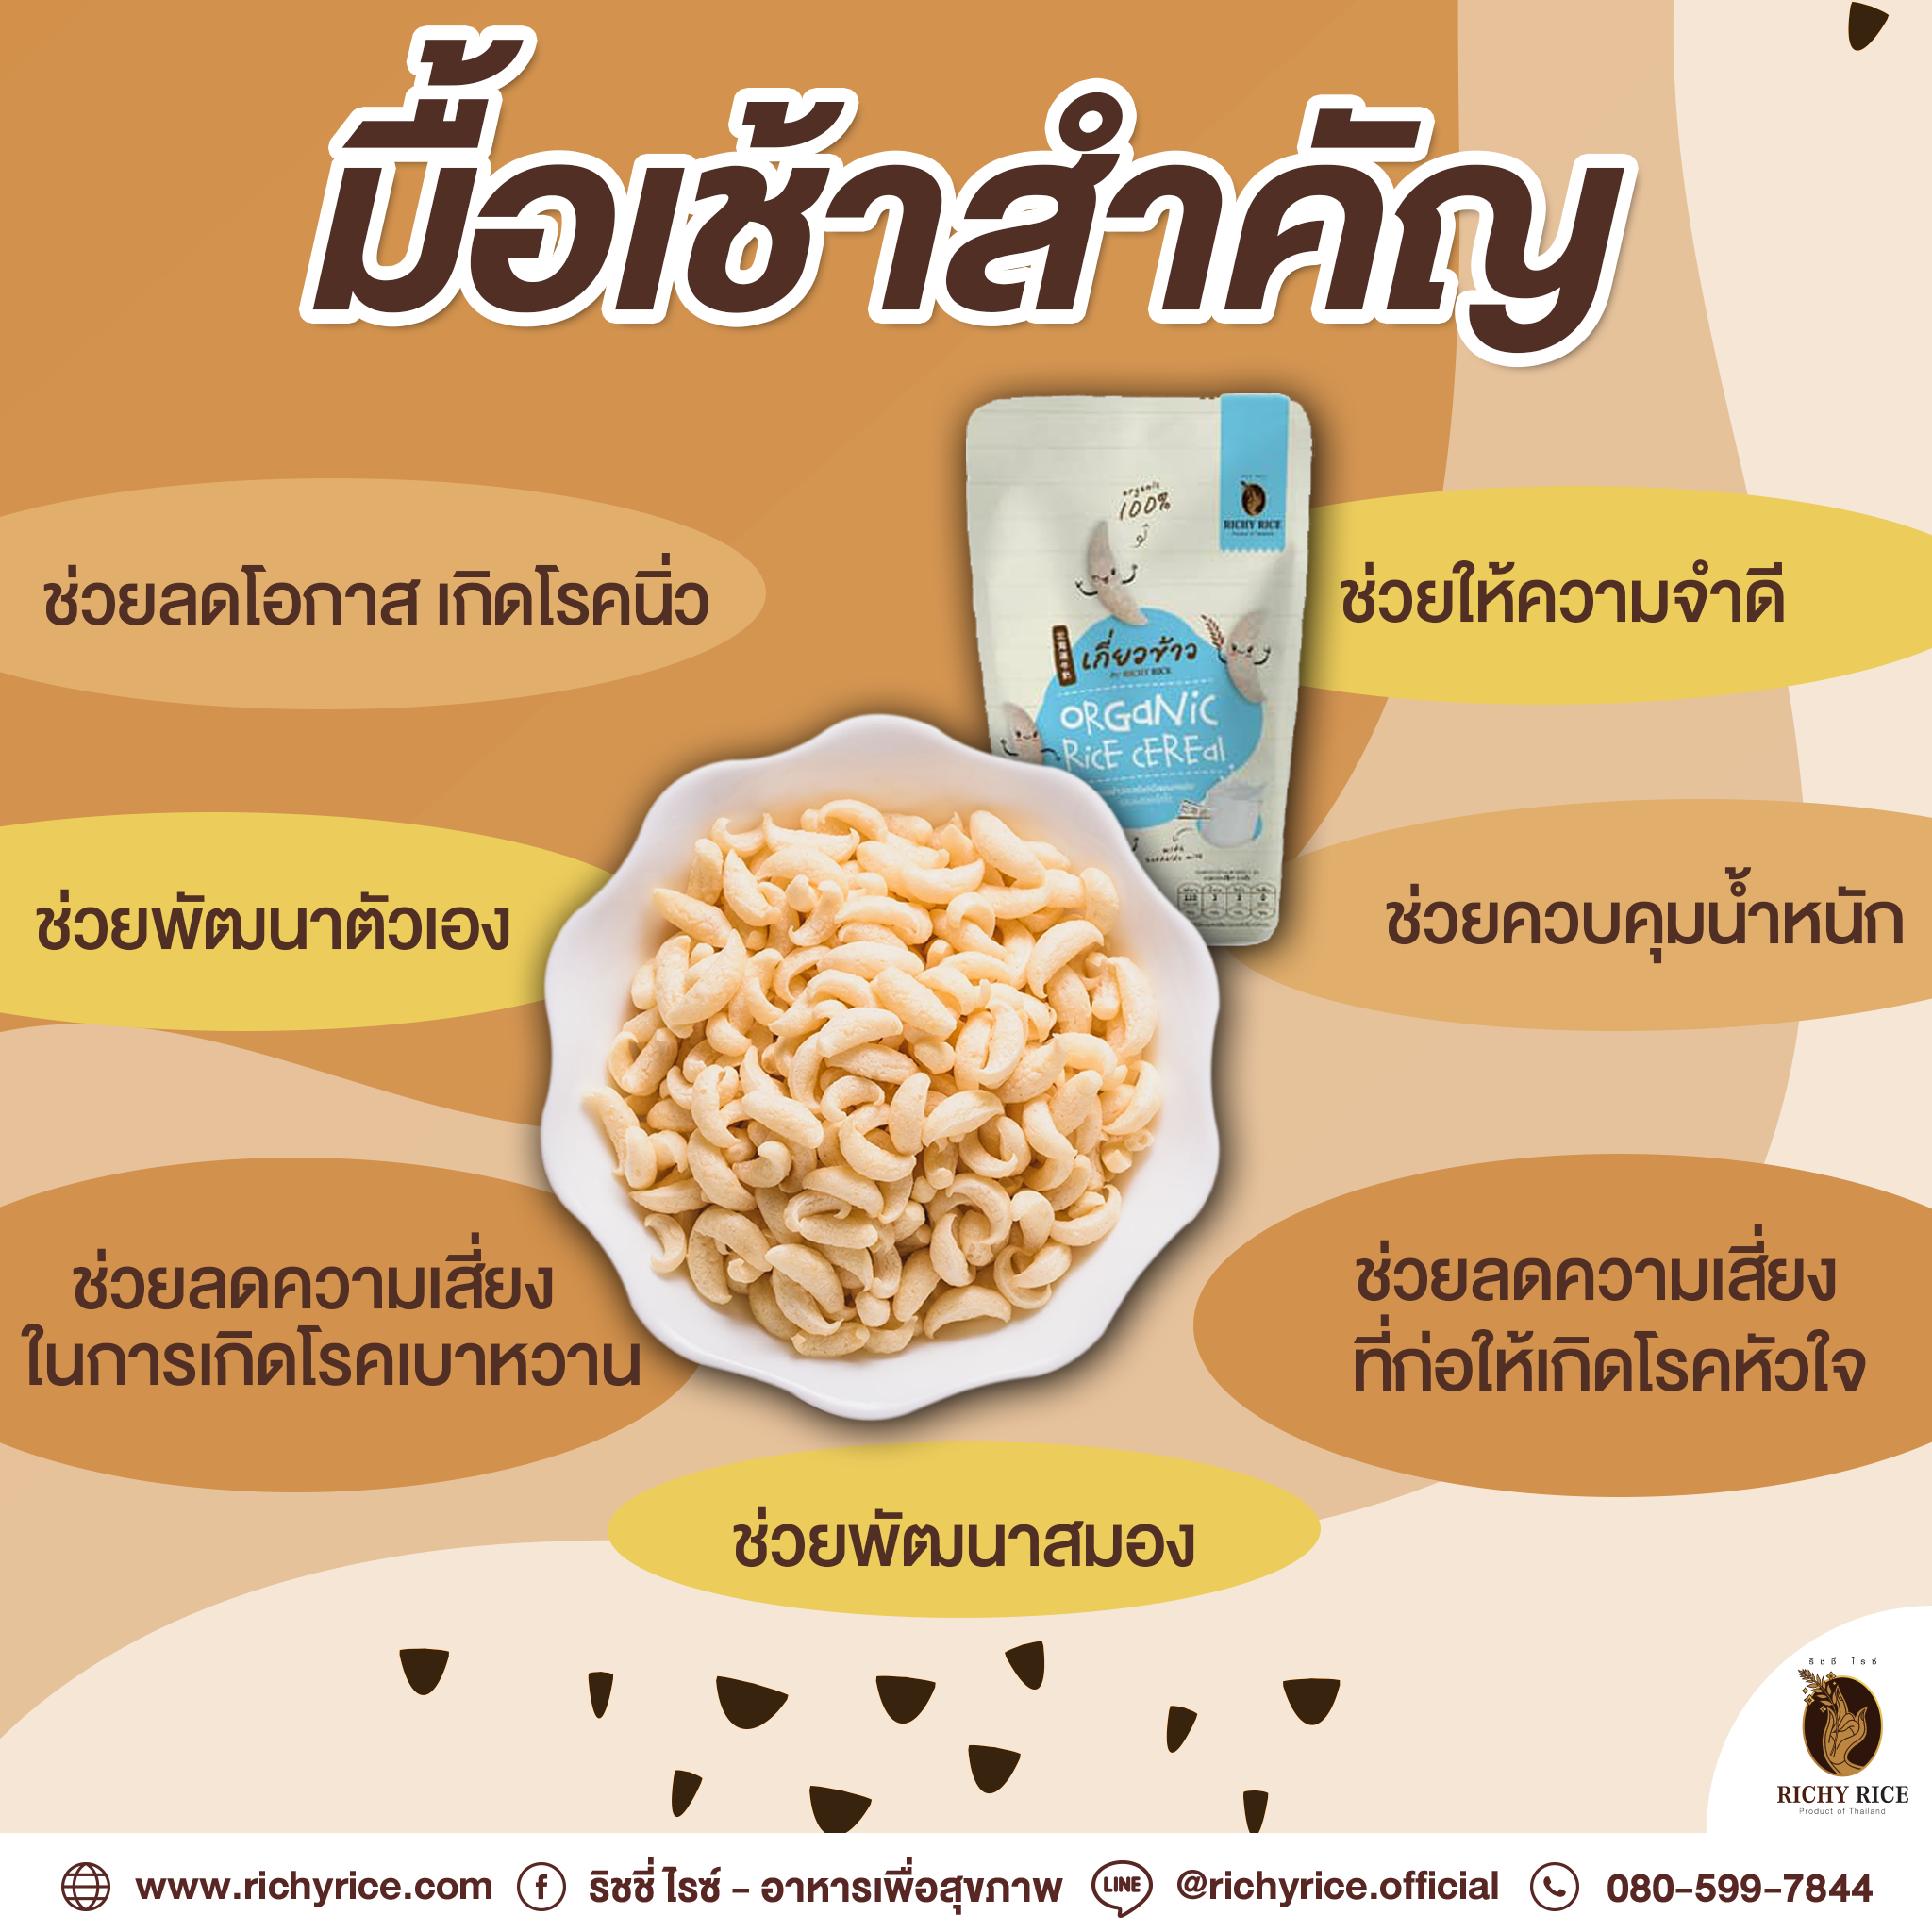 มื้อเช้าสำคัญ
ช่วยลดโอกาส เกิดโรคนิ่ว
ช่วยให้ความจำดี
organic
100%
RICHY RICE
Product of Thailand
เกี่ยวข้าว
BY RICHY RICE
ORGaNiC
RiCE CEREal
ช่วยพัฒนาตัวเอง
ช่วยควบคุมน้ำหนัก
ช่วยลดความเสี่ยง
ในการเกิดโรคเบาหวาน
ช่วยลดความเสี่ยง
ที่ก่อให้เกิดโรคหัวใจ
ช่วยพัฒนาสมอง
ริชชี่ ไรซ์
RICHY RICE
Product of Thailand
www.richyrice.com ริชชี่ ไรซ์ - อาหารเพื่อสุขภาพ LINE @richyrice.official 080-599-7844